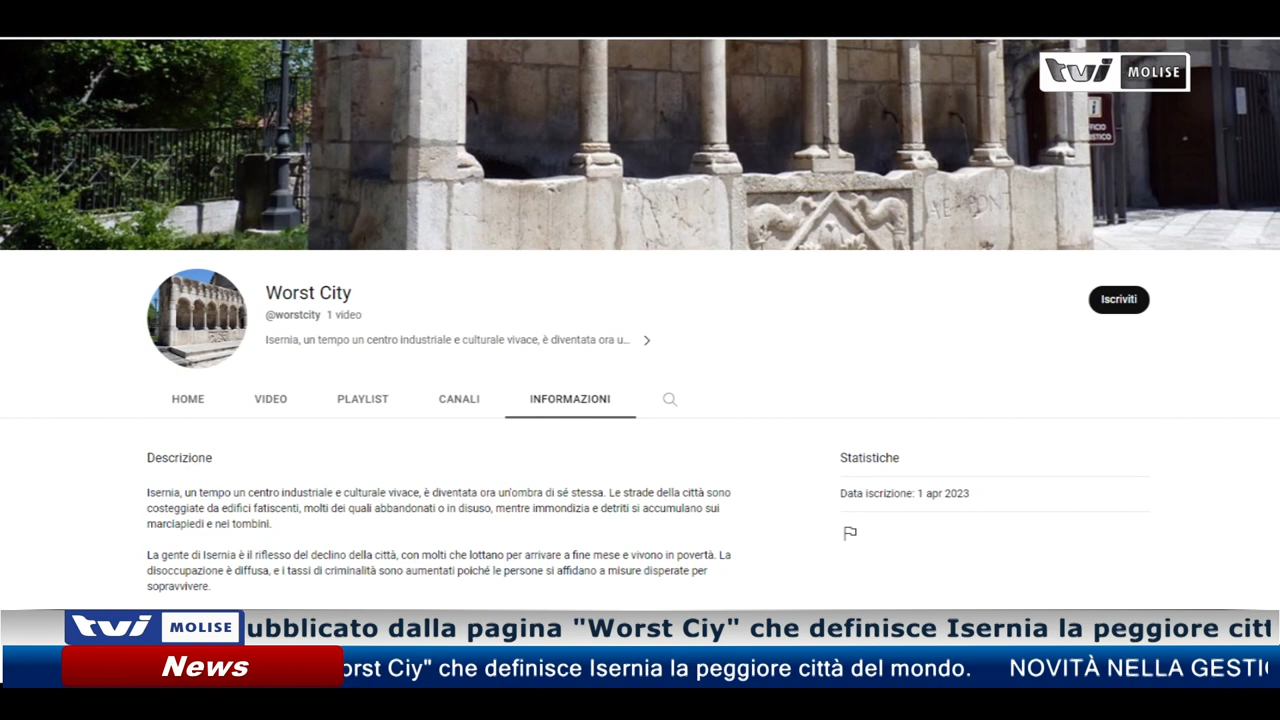 tvi MOLISE
i
FICIO
ISTICO
AVE
Worst City
@worstcity 1 video
Iscriviti
Isernia, un tempo un centro industriale e culturale vivace, è diventata ora u...
HOME VIDEO PLAYLIST CANALI INFORMAZIONI
Descrizione
Statistiche
Isernia, un tempo un centro industriale e culturale vivace, è diventata ora un'ombra di sé stessa. Le strade della città sono
costeggiate da edifici fatiscenti, molti dei quali abbandonati o in disuso, mentre immondizia e detriti si accumulano sui
marciapiedi e nei tombini.
Data iscrizione: 1 apr 2023
La gente di Isernia è il riflesso del declino della città, con molti che lottano per arrivare a fine mese e vivono in povertà. La
disoccupazione è diffusa, e i tassi di criminalità sono aumentati poiché le persone si affidano a misure disperate per
sopravvivere.
tvi MOLISE ubblicato dalla pagina "Worst Ciy" che definisce Isernia la peggiore citt
News orst Ciy" che definisce Isernia la peggiore città del mondo. NOVITÀ NELLA GESTI